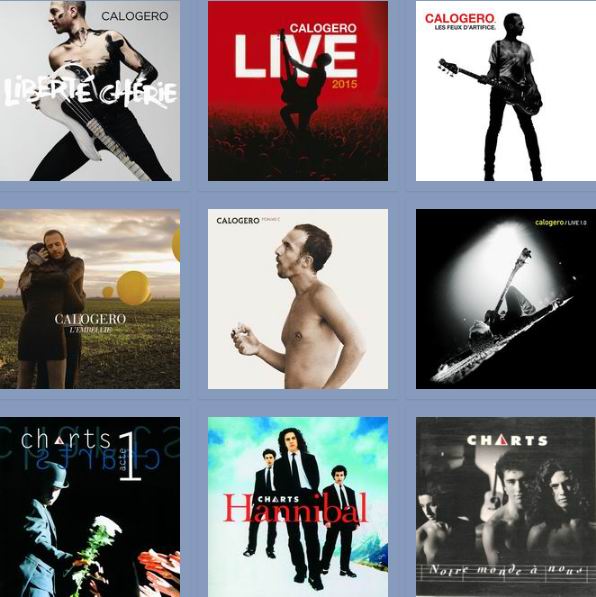 CALOGERO
LIBERTÉ CHÉRIE
CALOGERO
LIVE
2015
CALOGERO.
LES FEUX D'ARTIFICE.
CALOGERO
L'EMBELLIE
CALOGERO POMME C
calogero / LIVE 1.0
charts
acte 1
CHARTS
Hannibal
CHARTS
Notre monde à nous